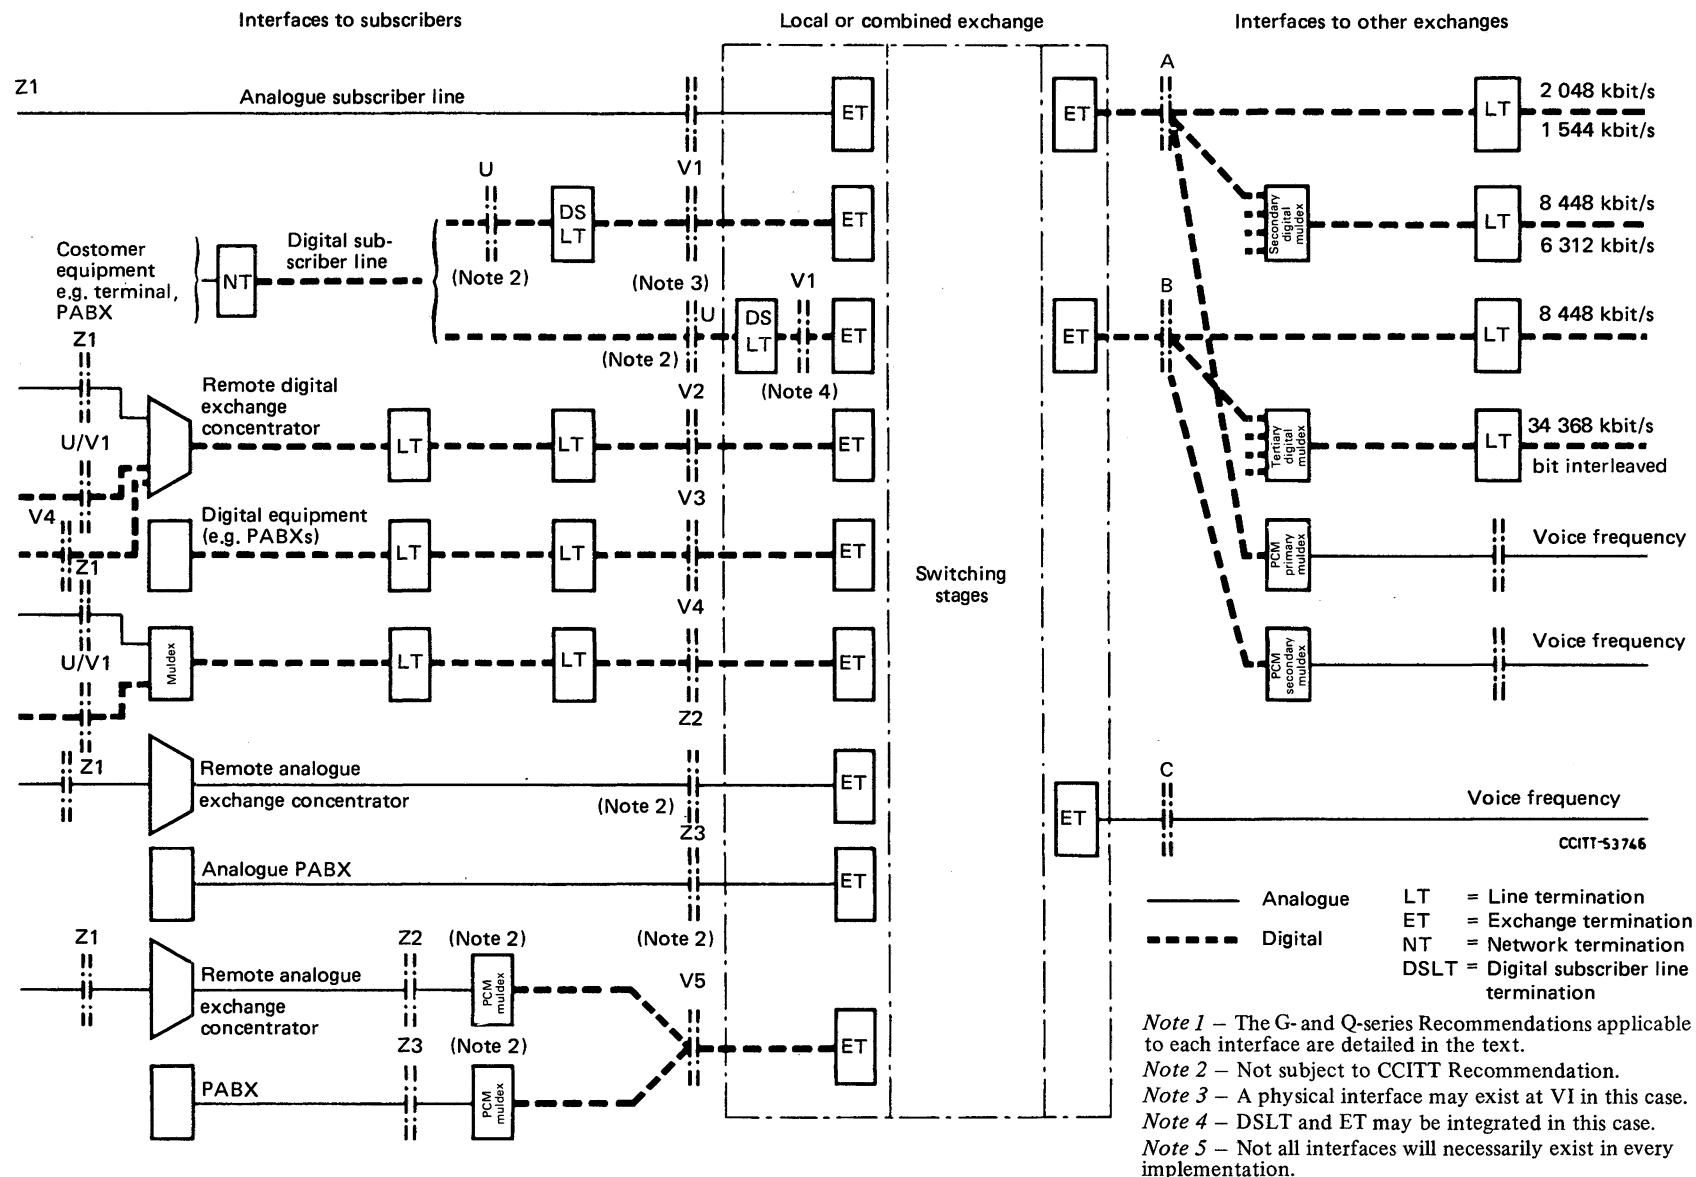 Interfaces to subscribers
Local or combined exchange
Interfaces to other exchanges
Z1
Analogue subscriber line
ET
V1
U
DS
LT
ET
(Note 2)
(Note 3)
Costomer
equipment
e.g. terminal,
PABX
NT
Digital sub-
scriber line
U
DS
LT
V1
ET
(Note 2)
(Note 4)
Z1
U/V1
V4
Remote digital
exchange
concentrator
LT
LT
V2
ET
Digital equipment
(e.g. PABXs)
LT
LT
V3
ET
Z1
U/V1
Muldex
LT
LT
V4
ET
Z1
Remote analogue
exchange concentrator
(Note 2)
Z2
ET
Analogue PABX
Z3
ET
(Note 2)
Z1
Remote analogue
exchange
concentrator
Z2
(Note 2)
PCM
muldex
V5
ET
PABX
Z3
(Note 2)
PCM
muldex
Switching
stages
ET
A
LT
2 048 kbit/s
1 544 kbit/s
Secondary
digital
muldex
LT
8 448 kbit/s
6 312 kbit/s
ET
B
LT
8 448 kbit/s
Tertiary
digital
muldex
LT
34 368 kbit/s
bit interleaved
PCM
primary
muldex
Voice frequency
PCM
secondary
muldex
Voice frequency
ET
C
Voice frequency
CCITT-53746
Analogue
Digital
LT = Line termination
ET = Exchange termination
NT = Network termination
DSLT = Digital subscriber line
termination
Note 1 – The G- and Q-series Recommendations applicable
to each interface are detailed in the text.
Note 2 – Not subject to CCITT Recommendation.
Note 3 – A physical interface may exist at VI in this case.
Note 4 – DSLT and ET may be integrated in this case.
Note 5 – Not all interfaces will necessarily exist in every
implementation.